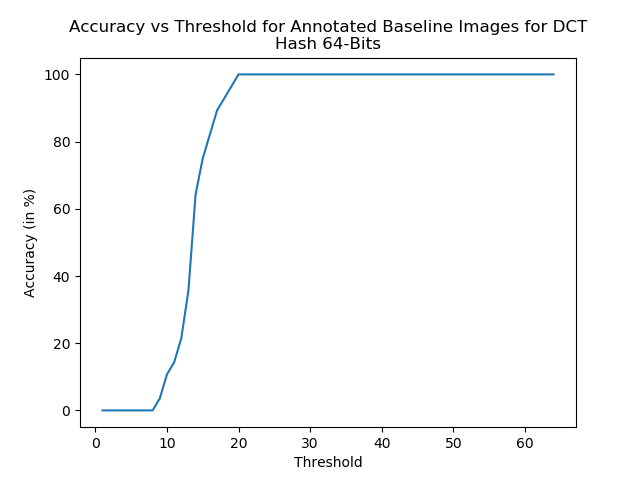 Accuracy vs Threshold for Annotated Baseline Images for DCT
Hash 64-Bits
100
80
60
40
20
0
Accuracy (in %)
0 10 20 30 40 50 60
Threshold